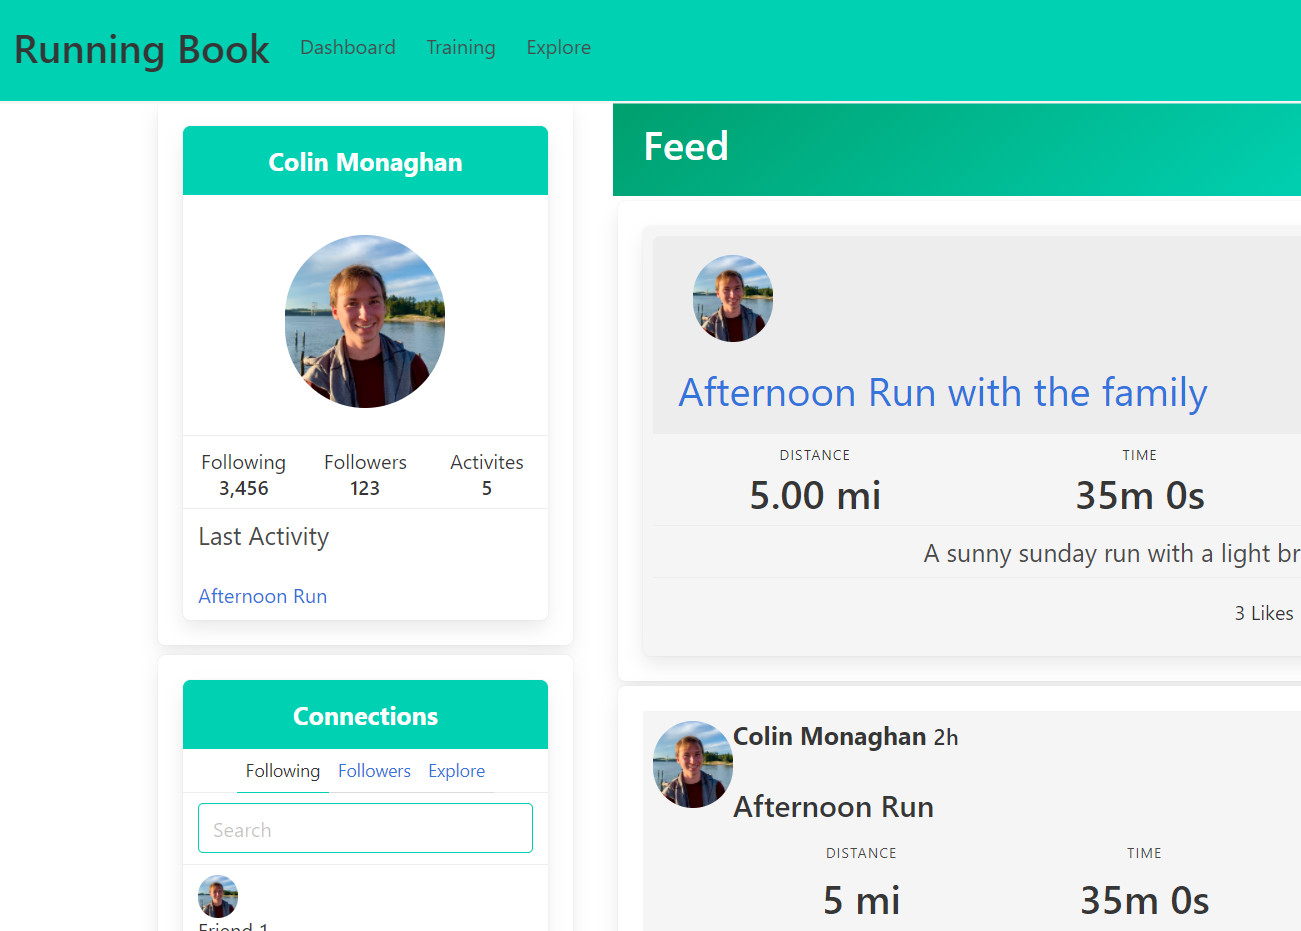 Running Book
Dashboard Training Explore
Colin Monaghan
Following Followers Activites
3,456 123 5
Last Activity
Afternoon Run
Connections
Following Followers Explore
Search
Friend 1
Feed
Afternoon Run with the family
DISTANCE TIME
5.00 mi 35m 0s
A sunny sunday run with a light br
3 Likes
Colin Monaghan 2h
Afternoon Run
DISTANCE TIME
5 mi 35m 0s